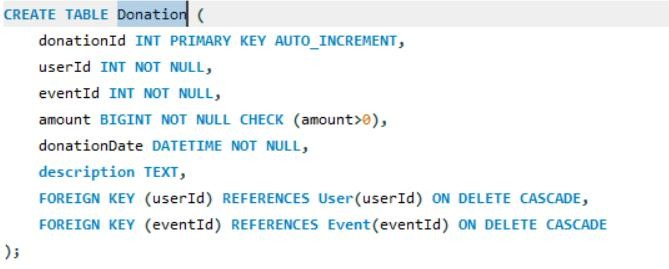 CREATE TABLE Donation (
    donationId INT PRIMARY KEY AUTO_INCREMENT,
    userId INT NOT NULL,
    eventId INT NOT NULL,
    amount BIGINT NOT NULL CHECK (amount>0),
    donationDate DATETIME NOT NULL,
    description TEXT,
    FOREIGN KEY (userId) REFERENCES User(userId) ON DELETE CASCADE,
    FOREIGN KEY (eventId) REFERENCES Event(eventId) ON DELETE CASCADE
);